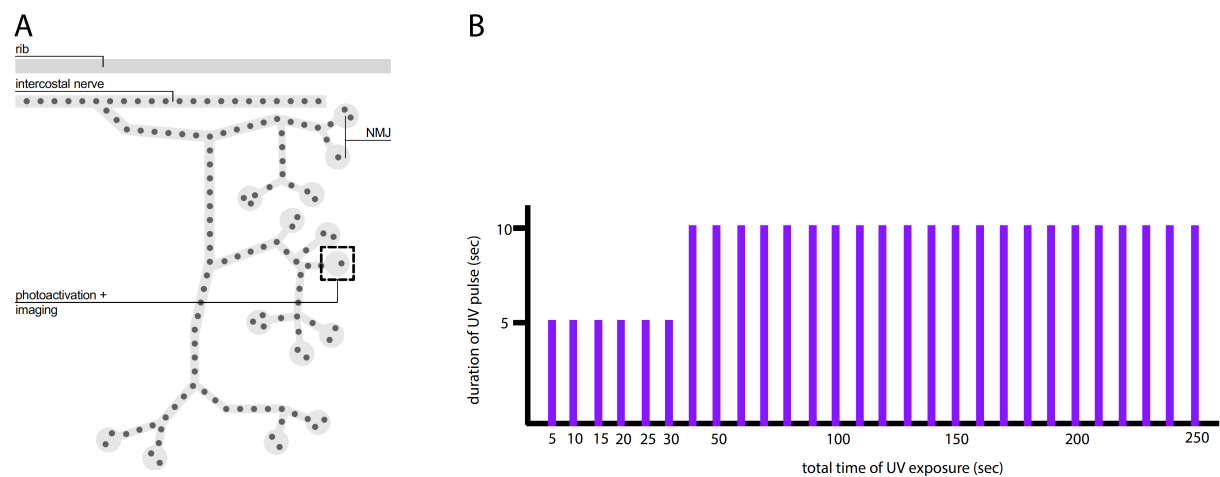 A
rib
intercostal nerve
NMJ
photoactivation +
imaging
B
duration of UV pulse (sec)
10
5
5 10 15 20 25 30 50 100 150 200 250
total time of UV exposure (sec)